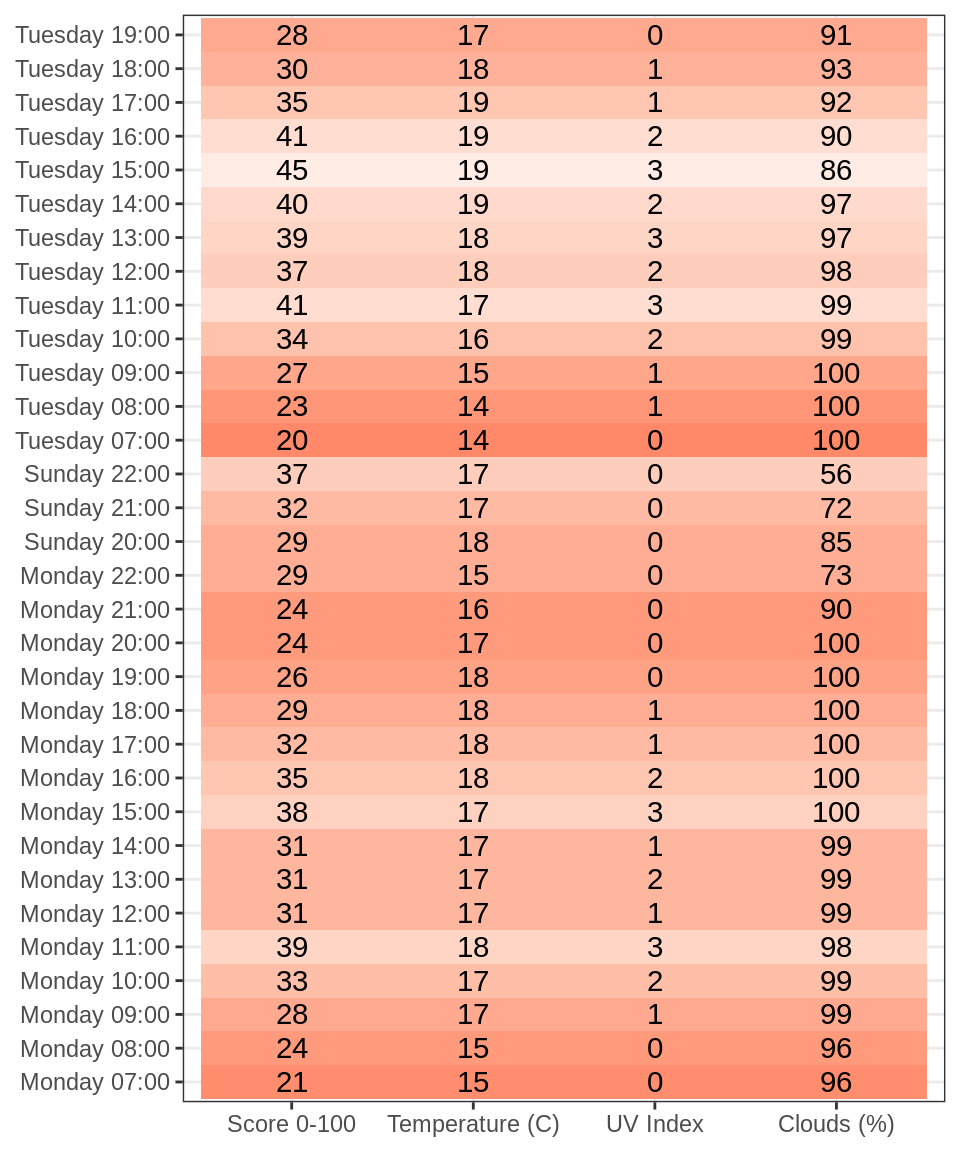 Tuesday 19:00 28 17 0 91
Tuesday 18:00 30 18 1 93
Tuesday 17:00 35 19 1 92
Tuesday 16:00 41 19 2 90
Tuesday 15:00 45 19 3 86
Tuesday 14:00 40 19 2 97
Tuesday 13:00 39 18 3 97
Tuesday 12:00 37 18 2 98
Tuesday 11:00 41 17 3 99
Tuesday 10:00 34 16 2 99
Tuesday 09:00 27 15 1 100
Tuesday 08:00 23 14 1 100
Tuesday 07:00 20 14 0 100
Sunday 22:00 37 17 0 56
Sunday 21:00 32 17 0 72
Sunday 20:00 29 18 0 85
Monday 22:00 29 15 0 73
Monday 21:00 24 16 0 90
Monday 20:00 24 17 0 100
Monday 19:00 26 18 0 100
Monday 18:00 29 18 1 100
Monday 17:00 32 18 1 100
Monday 16:00 35 18 2 100
Monday 15:00 38 17 3 100
Monday 14:00 31 17 1 99
Monday 13:00 31 17 2 99
Monday 12:00 31 17 1 99
Monday 11:00 39 18 3 98
Monday 10:00 33 17 2 99
Monday 09:00 28 17 1 99
Monday 08:00 24 15 0 96
Monday 07:00 21 15 0 96
Score 0-100 Temperature (C) UV Index Clouds (%)